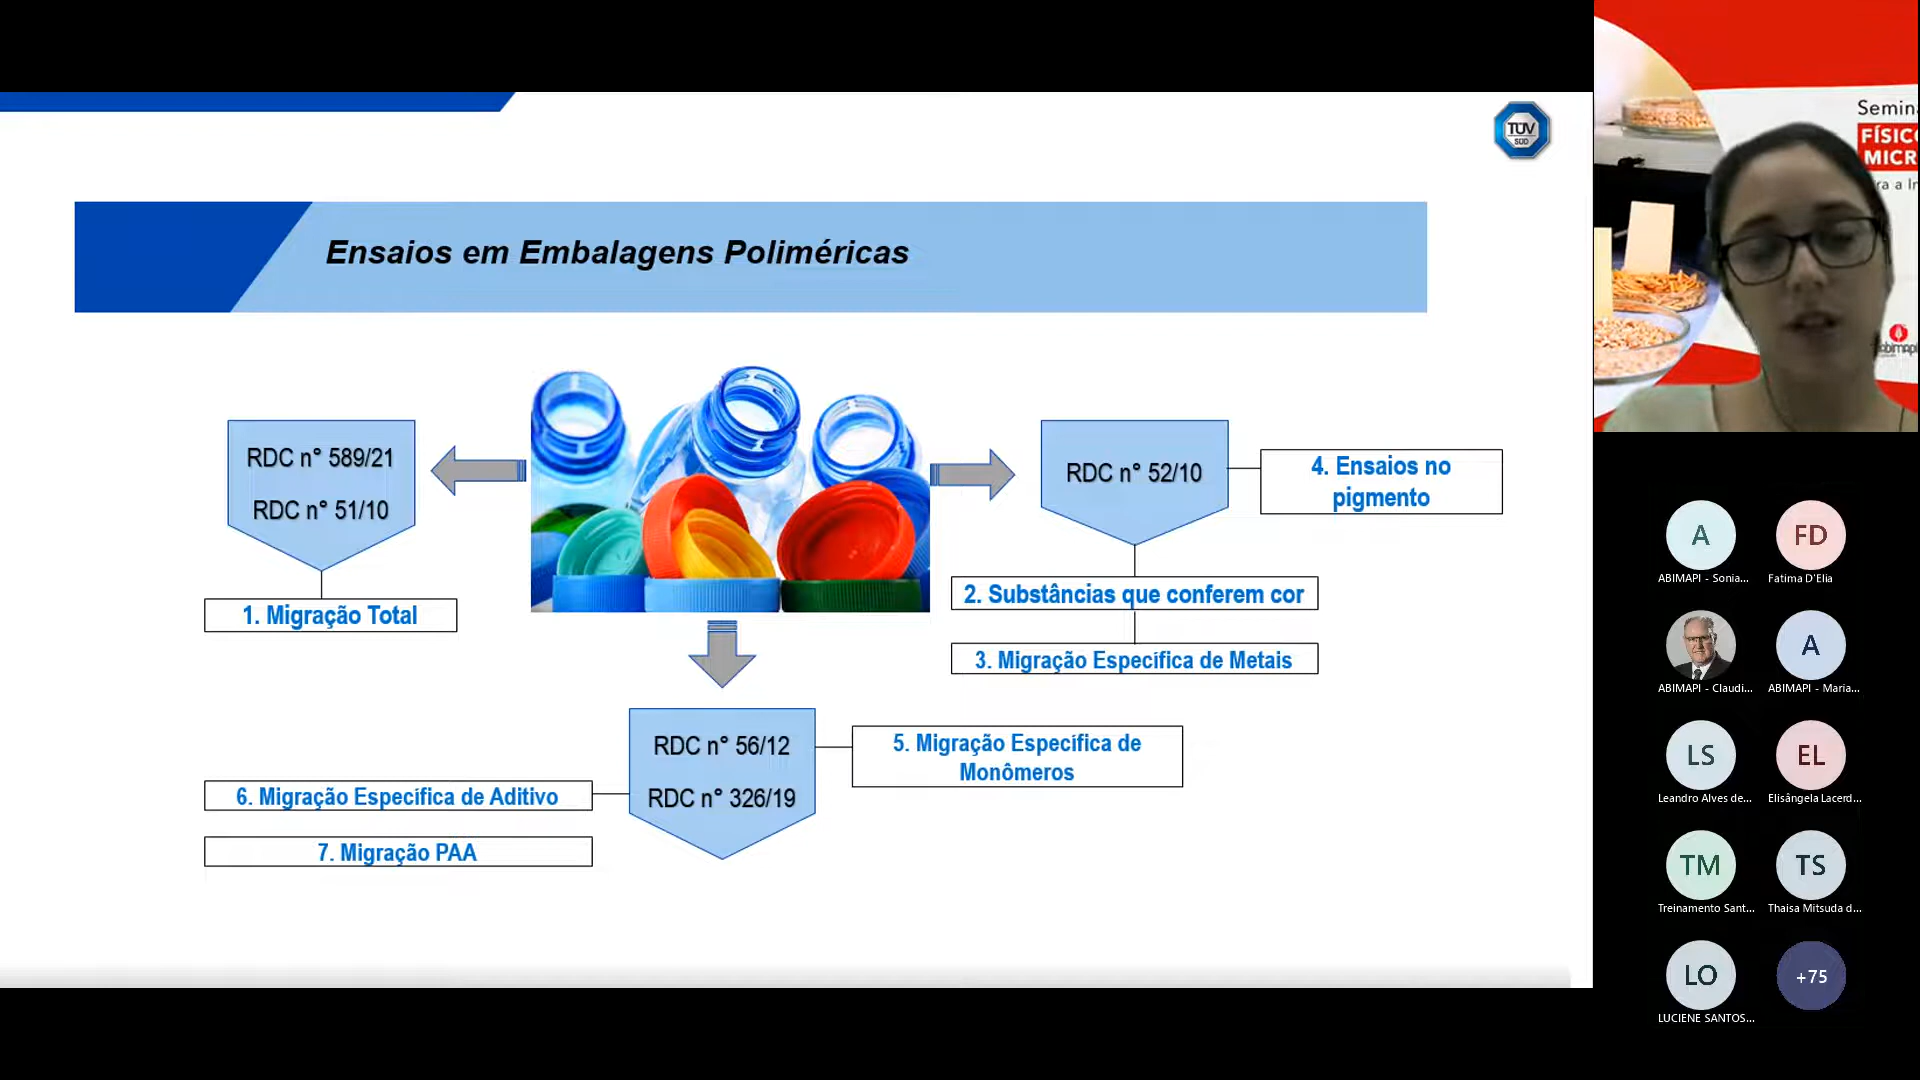 TÜV
SÜD
Ensaios em Embalagens Poliméricas
RDC n° 589/21
RDC n° 51/10
1. Migração Total
RDC n° 52/10
4. Ensaios no
pigmento
2. Substâncias que conferem cor
3. Migração Específica de Metais
RDC n° 56/12
RDC n° 326/19
5. Migração Específica de
Monômeros
6. Migração Específica de Aditivo
7. Migração PAA
Semin
FÍSICO
MICR
ra a In
abimapi
A
ABIMAPI - Sonia...
FD
Fatima D'Elia
ABIMAPI - Claudi...
A
ABIMAPI - Maria...
LS
Leandro Alves de...
EL
Elisângela Lacerd...
TM
Treinamento Sant...
TS
Thaisa Mitsuda d...
LO
LUCIENE SANTOS...
+75